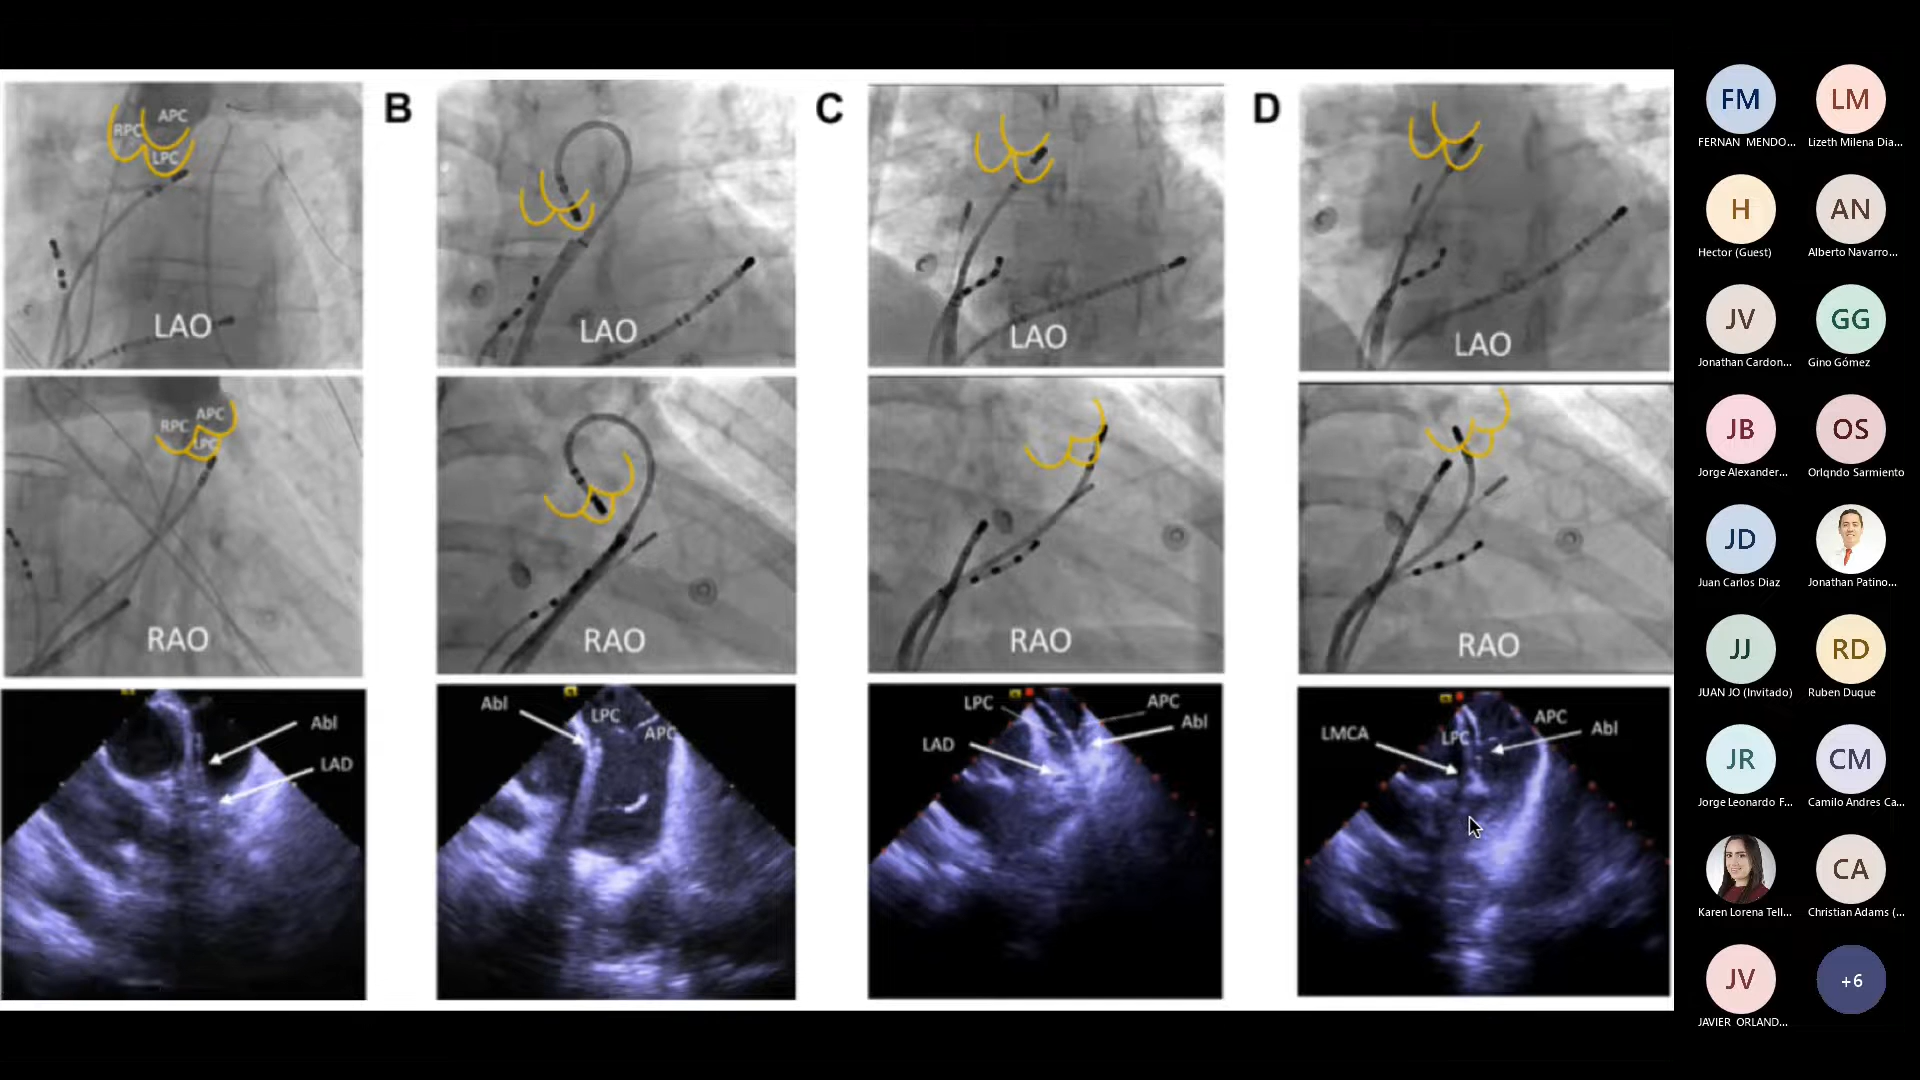 RPC
APC
LPC
LAO
B
LAO
C
LAO
D
LAO
RPC
APC
LPC
RAO
RAO
RAO
RAO
Abl
LAD
Abl
LPC
APC
LPC
APC
LAD
Abl
LMCA
LPC
APC
Abl
FM
FERNAN MENDO...
LM
Lizeth Milena Dia...
H
Hector (Guest)
AN
Alberto Navarro...
JV
Jonathan Cardon...
GG
Gino Gómez
JB
Jorge Alexander...
OS
Orlqndo Sarmiento
JD
Juan Carlos Diaz
Jonathan Patino...
JJ
JUAN JO (Invitado)
RD
Ruben Duque
JR
Jorge Leonardo F...
CM
Camilo Andres Ca...
Karen Lorena Tell...
CA
Christian Adams (...
JV
JAVIER ORLAND...
+6